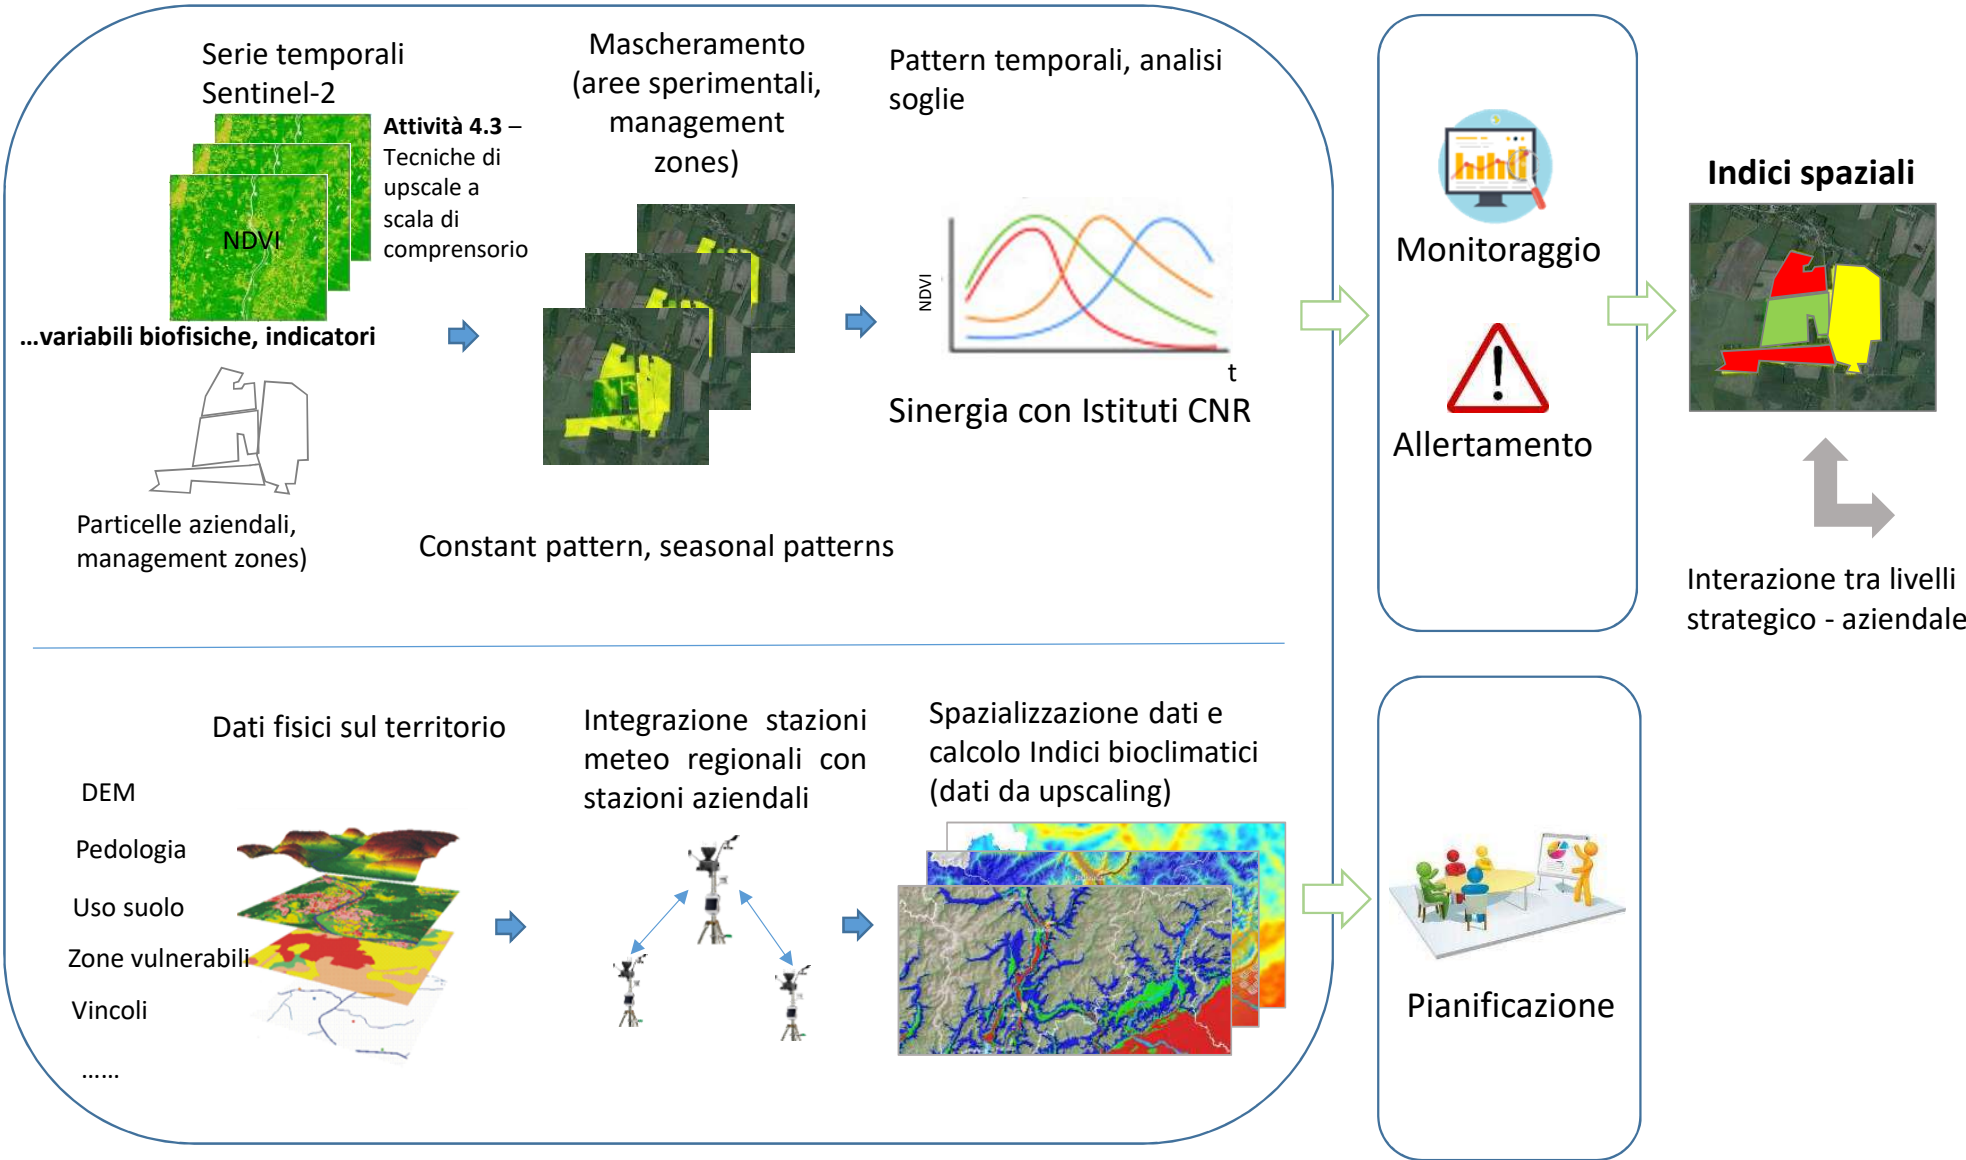 Serie temporali
Sentinel-2
Attività 4.3 –
Tecniche di
upscale a
scala di
comprensorio
NDVI
...variabili biofisiche, indicatori
Particelle aziendali,
management zones)
Mascheramento
(aree sperimentali,
management
zones)
Pattern temporali, analisi
soglie
NDVI
t
Sinergia con Istituti CNR
Constant pattern, seasonal patterns
Monitoraggio
Allertamento
Indici spaziali
Interazione tra livelli
strategico - aziendale
Dati fisici sul territorio
DEM
Pedologia
Uso suolo
Zone vulnerabili
Vincoli
......
Integrazione stazioni
meteo regionali con
stazioni aziendali
Spazializzazione dati e
calcolo Indici bioclimatici
(dati da upscaling)
Pianificazione